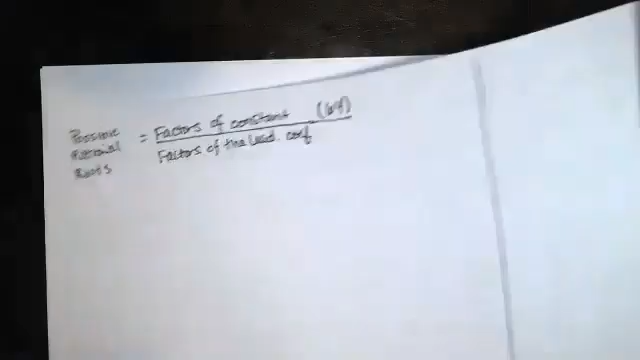 Possible
Rational
Roots
= Factors of constant
Factors of the lead. coef